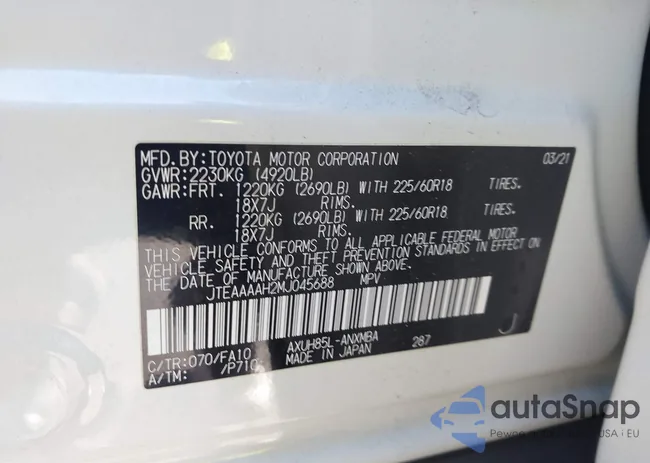 MFD.BY:TOYOTA MOTOR CORPORATION 03/21
GVWR:2230KG (4920LB)
GAWR:FRT. 1220KG (2690LB) WITH 225/60R18 TIRES.
18X7J RIMS.
RR. 1220KG (2690LB) WITH 225/60R18 TIRES.
18X7J RIMS.
THIS VEHICLE CONFORMS TO ALL APPLICABLE FEDERAL MOTOR
VEHICLE SAFETY AND THEFT PREVENTION STANDARDS IN EFFECT ON
THE DATE OF MANUFACTURE SHOWN ABOVE.
JTEAAAAH2MJ045688 MPV
J
C/TR:070/FA10 AXUH85L-ANXMBA 287
A/TM: /P710 MADE IN JAPAN
autaSnap
USA i EU